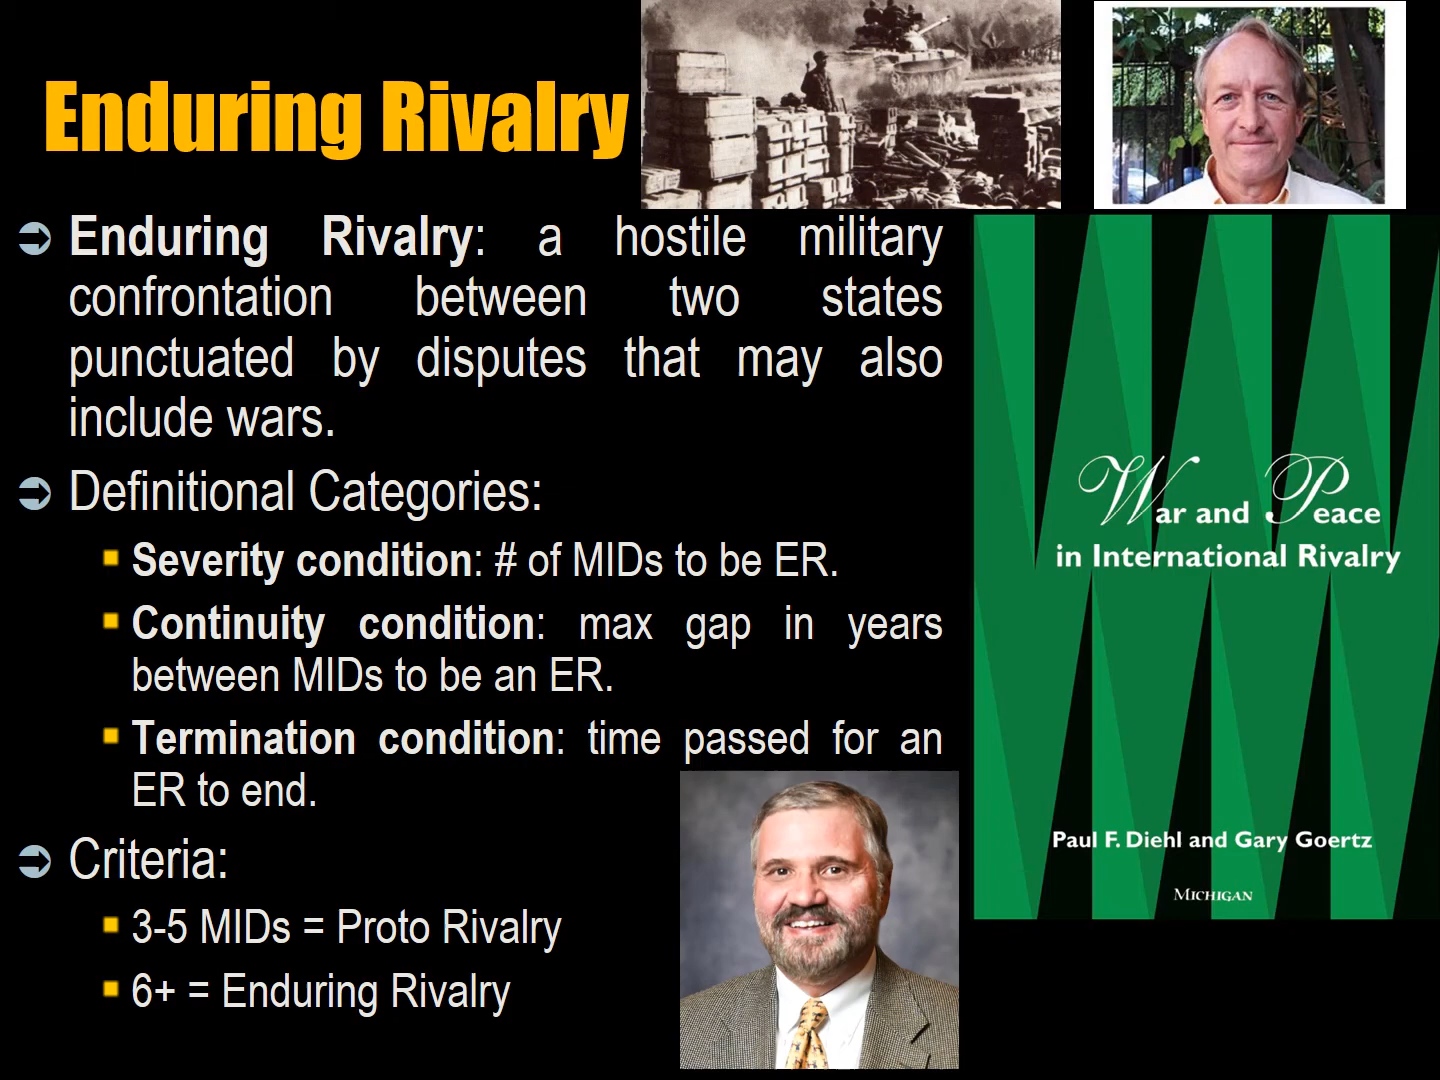 Enduring Rivalry
Enduring Rivalry: a hostile military
confrontation between two states
punctuated by disputes that may also
include wars.
Definitional Categories:
Severity condition: # of MIDs to be ER.
Continuity condition: max gap in years
between MIDs to be an ER.
Termination condition: time passed for an
ER to end.
Criteria:
3-5 MIDs = Proto Rivalry
6+ = Enduring Rivalry
War and Peace
in International Rivalry
Paul F. Diehl and Gary Goertz
MICHIGAN